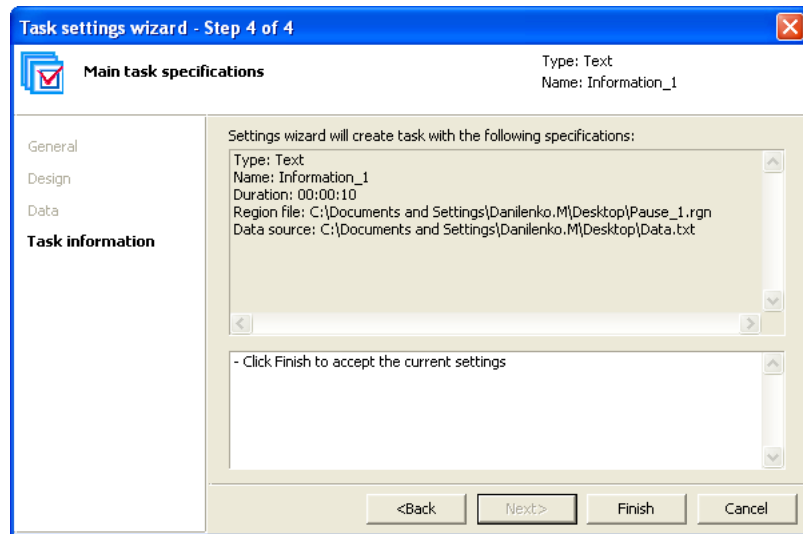 Task settings wizard - Step 4 of 4
Main task specifications
Type: Text
Name: Information_1
General
Design
Data
Task information
Settings wizard will create task with the following specifications:
Type: Text
Name: Information_1
Duration: 00:00:10
Region file: C:\Documents and Settings\Danilenko.M\Desktop\Pause_1.rgn
Data source: C:\Documents and Settings\Danilenko.M\Desktop\Data.txt
- Click Finish to accept the current settings
<Back
Next>
Finish
Cancel